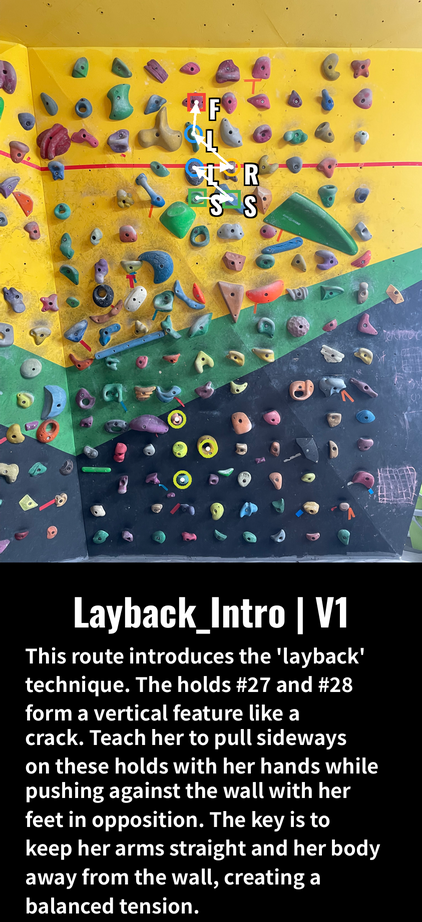 F
L
L R
S S
Layback_Intro | V1
This route introduces the 'layback'
technique. The holds #27 and #28
form a vertical feature like a
crack. Teach her to pull sideways
on these holds with her hands while
pushing against the wall with her
feet in opposition. The key is to
keep her arms straight and her body
away from the wall, creating a
balanced tension.